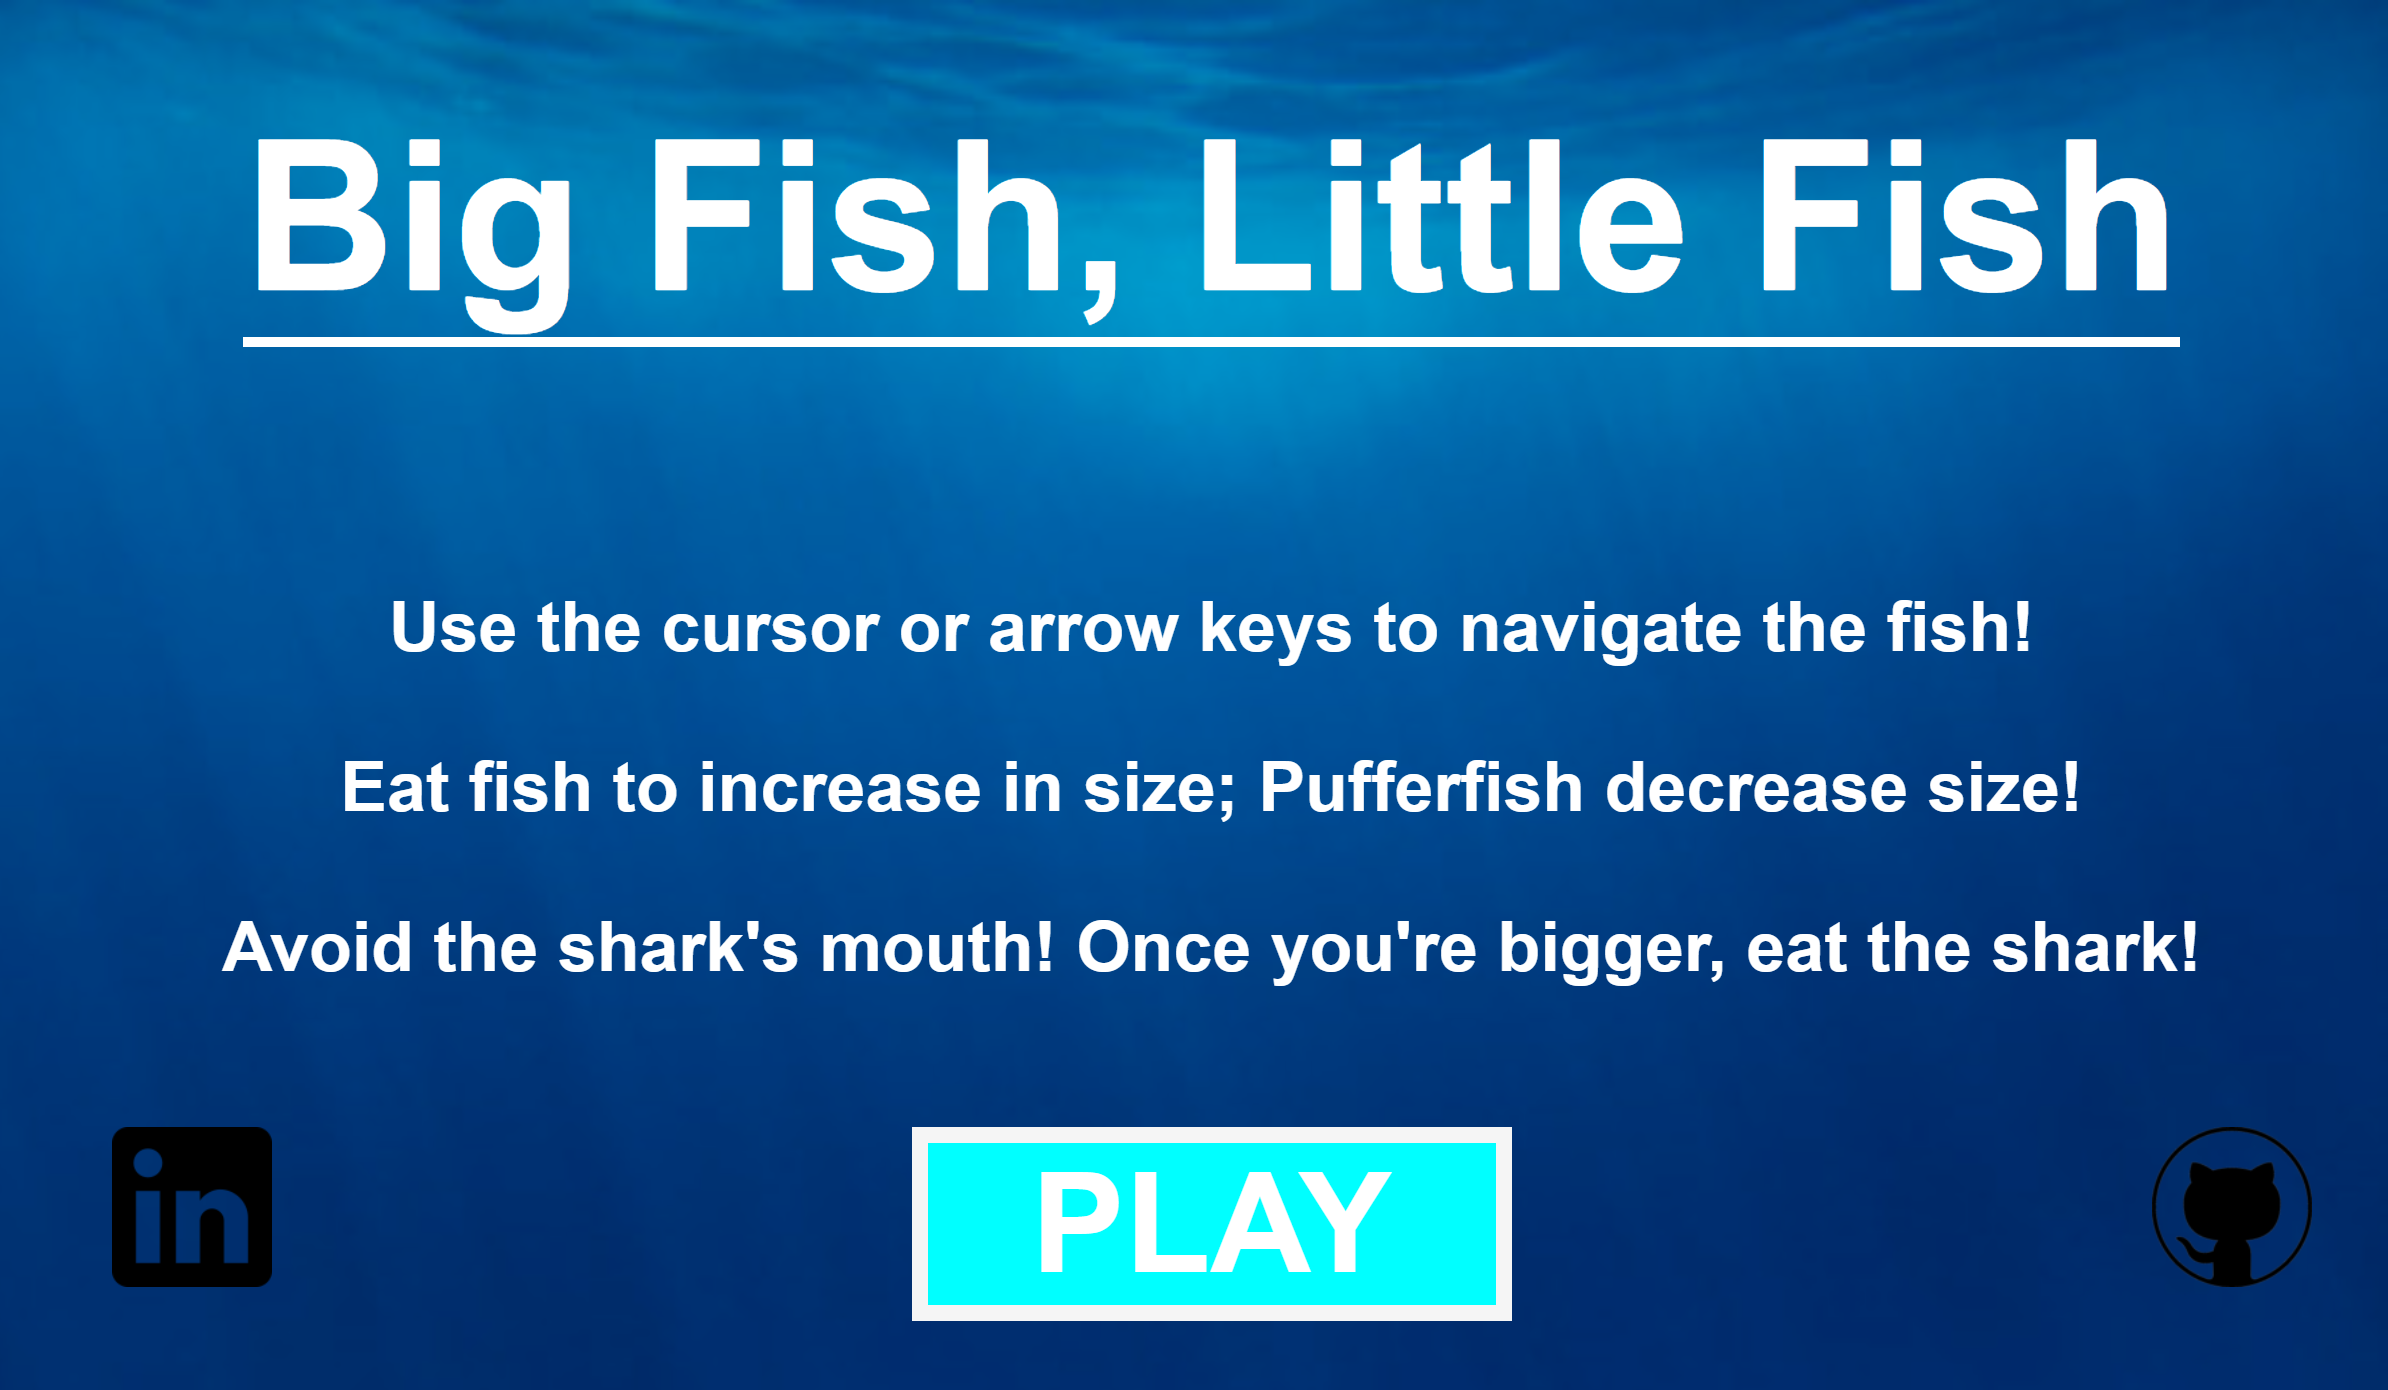 Big Fish, Little Fish
Use the cursor or arrow keys to navigate the fish!
Eat fish to increase in size; Pufferfish decrease size!
Avoid the shark's mouth! Once you're bigger, eat the shark!
in
PLAY